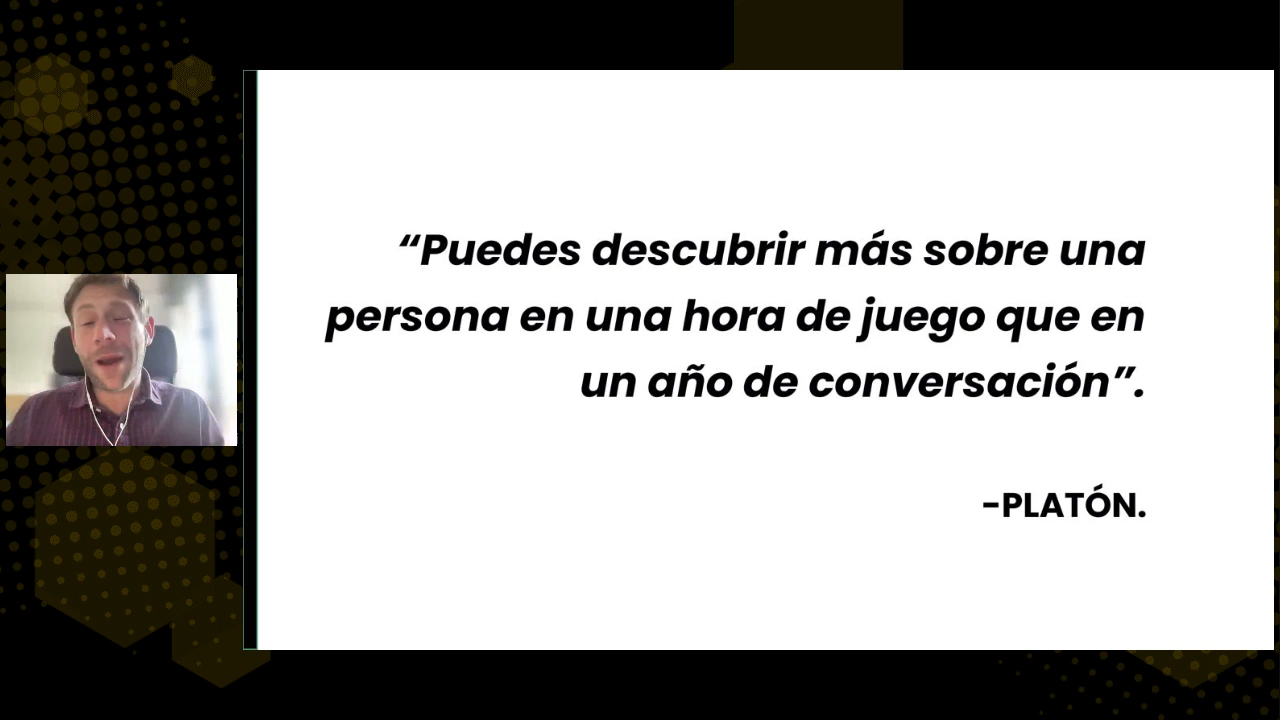 “Puedes descubrir más sobre una
persona en una hora de juego que en
un año de conversación”.
-PLATÓN.